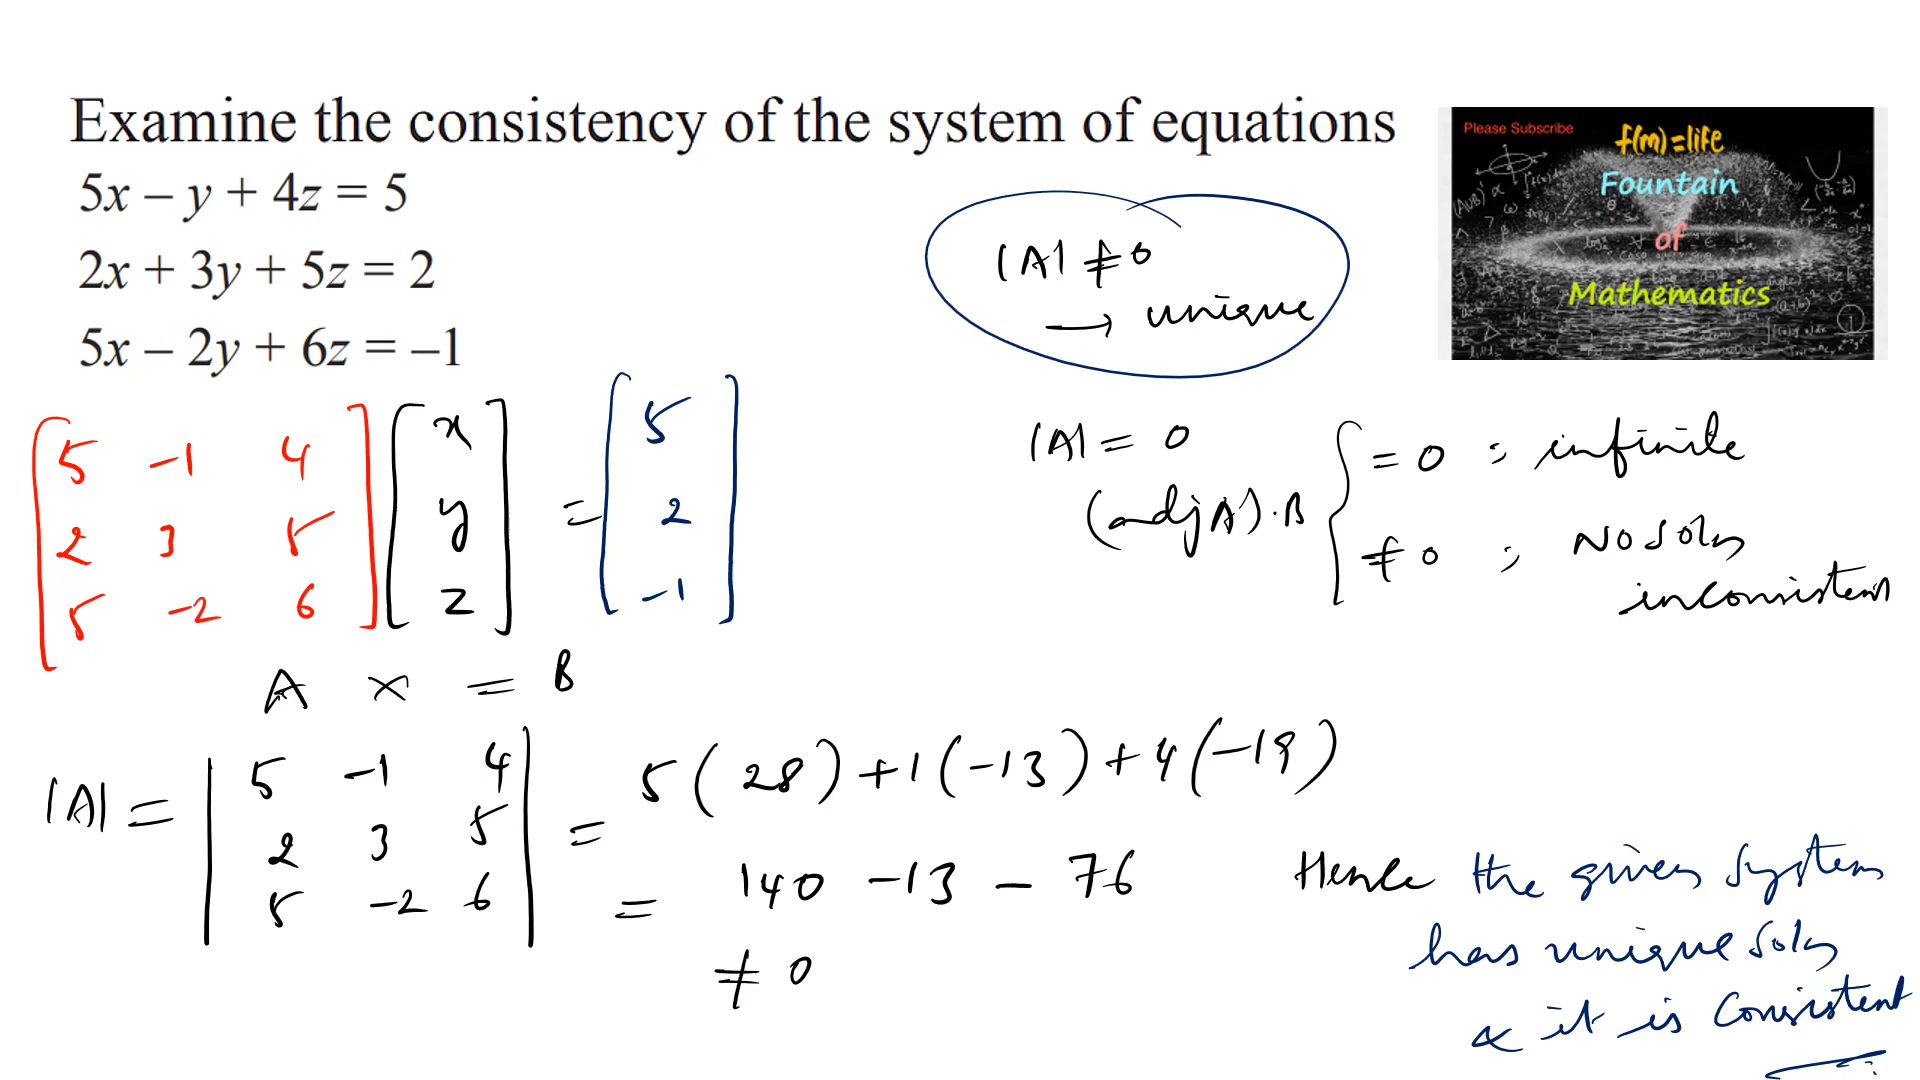 Examine the consistency of the system of equations
5x – y + 4z = 5
2x + 3y + 5z = 2
5x – 2y + 6z = –1
Please Subscribe
f(m)=life
Fountain
of
Mathematics
|A| ≠ 0
→ unique
[5 -1 4] [x] = [5]
[2 3 5] [y] [2]
[5 -2 6] [z] [-1]
A X = B
|A| = 0
(adj A).B { = 0 ; infinite
≠ 0 ; No soln
inconsistent
|A| = |5 -1 4| = 5(28)+1(-13)+4(-19)
|2 3 5|
|5 -2 6|
= 140 -13 - 76
≠ 0
Hence the given system
has unique soln
& it is consistent